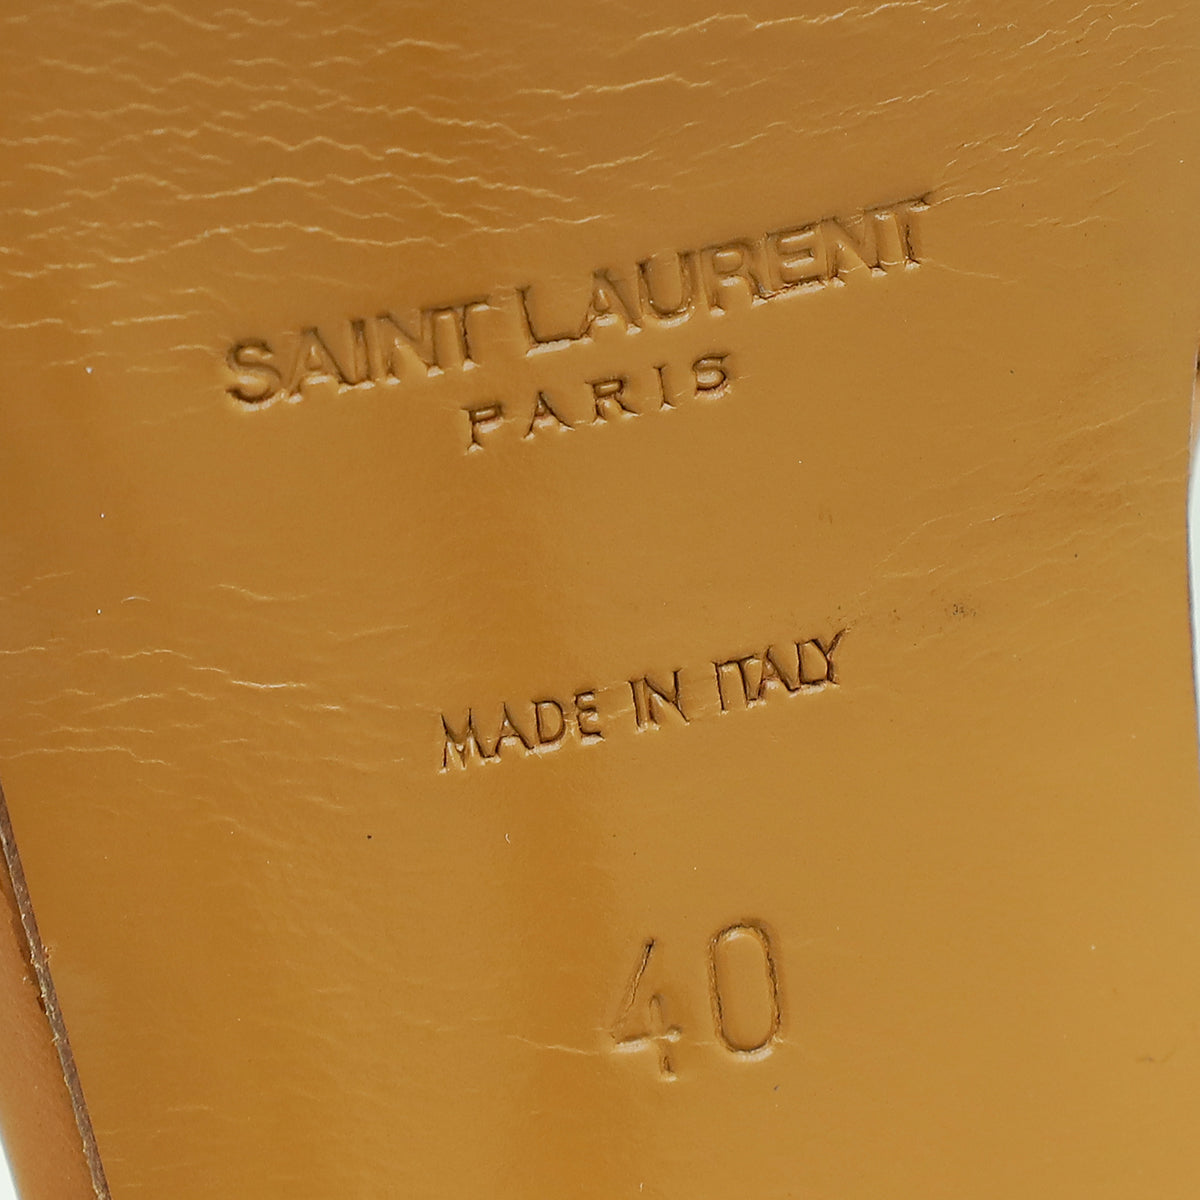 SAINT LAURENT
PARIS
MADE IN ITALY
40